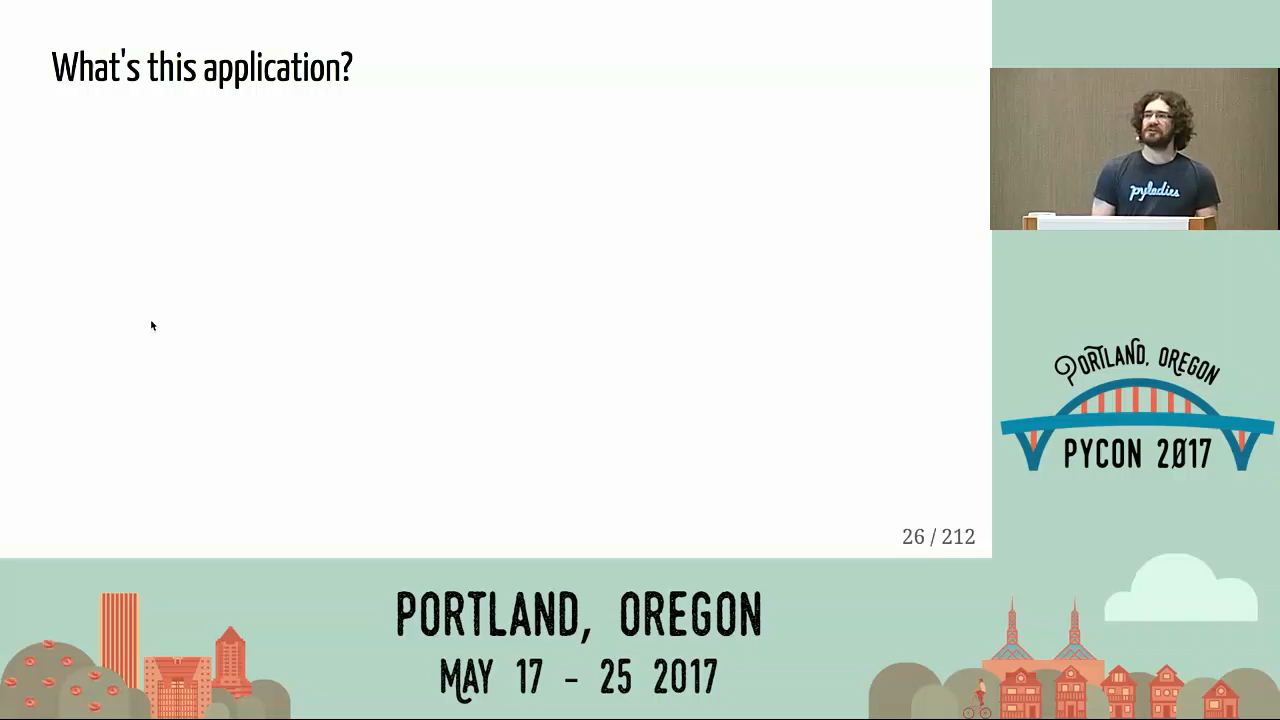 What's this application?
pyladies
PORTLAND, OREGON
PYCON 2017
26 / 212
PORTLAND, OREGON
MAY 17 - 25 2017